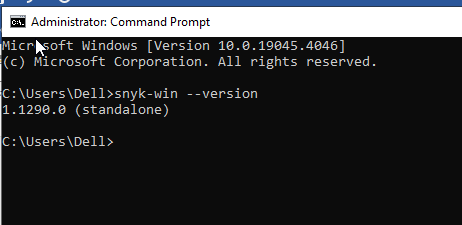 Administrator: Command Prompt
Microsoft Windows [Version 10.0.19045.4046]
(c) Microsoft Corporation. All rights reserved.
C:\Users\Dell>snyk-win --version
1.1290.0 (standalone)
C:\Users\Dell>